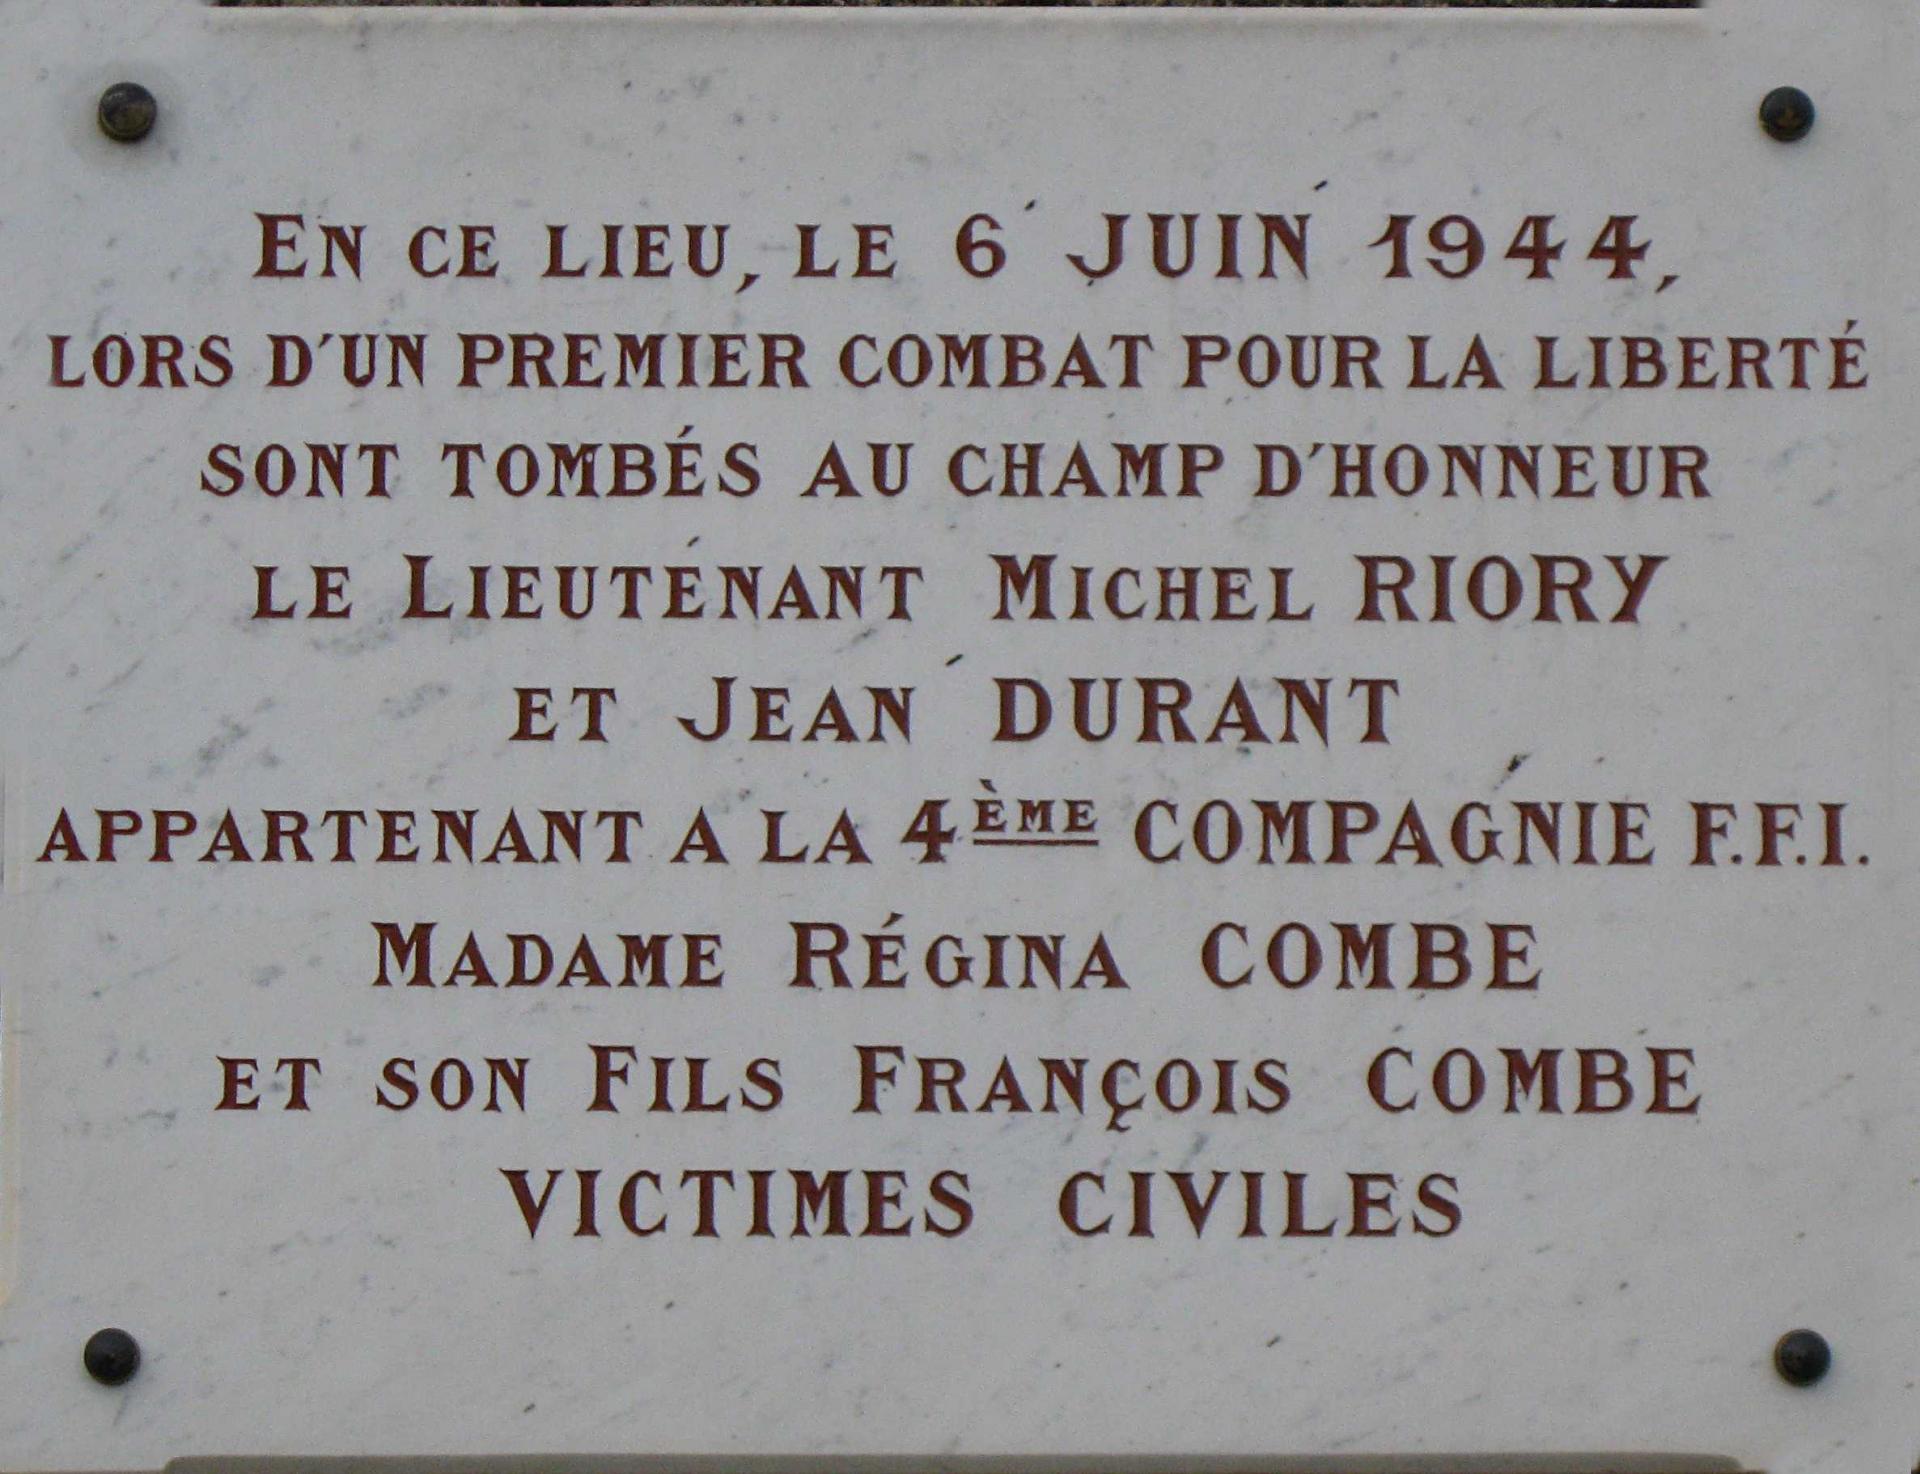 EN CE LIEU, LE 6 JUIN 1944,
LORS D'UN PREMIER COMBAT POUR LA LIBERTÉ
SONT TOMBÉS AU CHAMP D'HONNEUR
LE LIEUTENANT MICHEL RIORY
ET JEAN DURANT
APPARTENANT A LA 4ÈME COMPAGNIE F.F.I.
MADAME RÉGINA COMBE
ET SON FILS FRANÇOIS COMBE
VICTIMES CIVILES